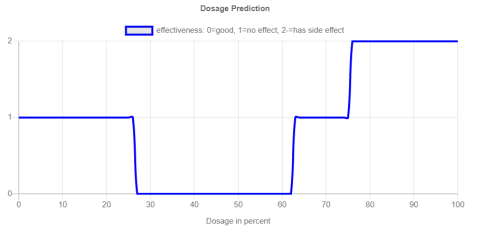 Dosage Prediction
effectiveness: 0=good, 1=no effect, 2-=has side effect
2
1
0
0 10 20 30 40 50 60 70 80 90 100
Dosage in percent